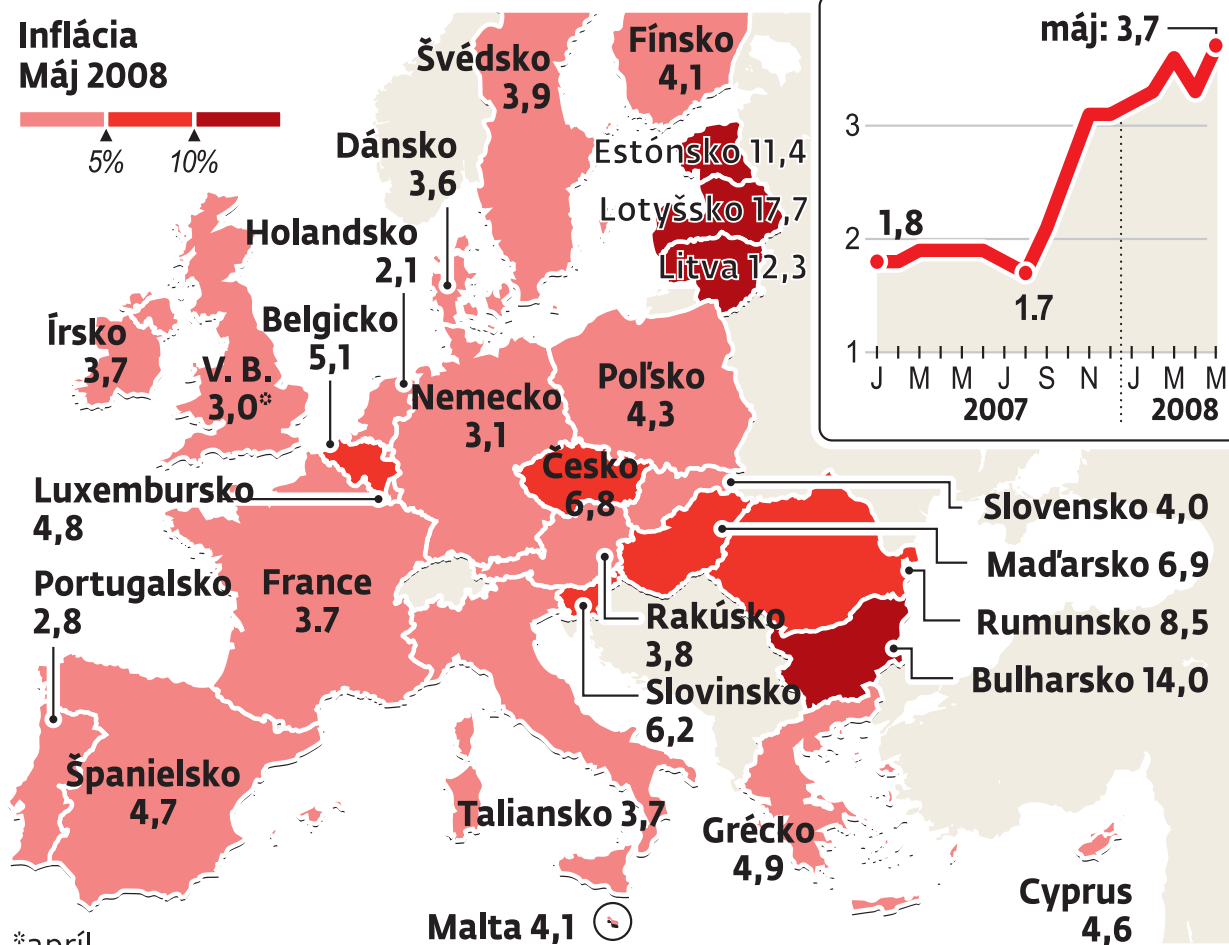 Inflácia
Máj 2008
5%
10%
Švédsko
3,9
Fínsko
4,1
Dánsko
3,6
Estónsko 11,4
Lotyšsko 17,7
Litva 12,3
Holandsko
2,1
Belgicko
5,1
Írsko
3,7
V. B.
3,0*
Nemecko
3,1
Poľsko
4,3
Česko
6,8
Luxembursko
4,8
Portugalsko
2,8
France
3.7
Rakúsko
3,8
Slovinsko
6,2
Slovensko 4,0
Maďarsko 6,9
Rumunsko 8,5
Bulharsko 14,0
Španielsko
4,7
Taliansko 3,7
Grécko
4,9
Malta 4,1
Cyprus
4,6
*apríl
máj: 3,7
3
2
1
1,8
1.7
J M M J S N J M M
2007 2008